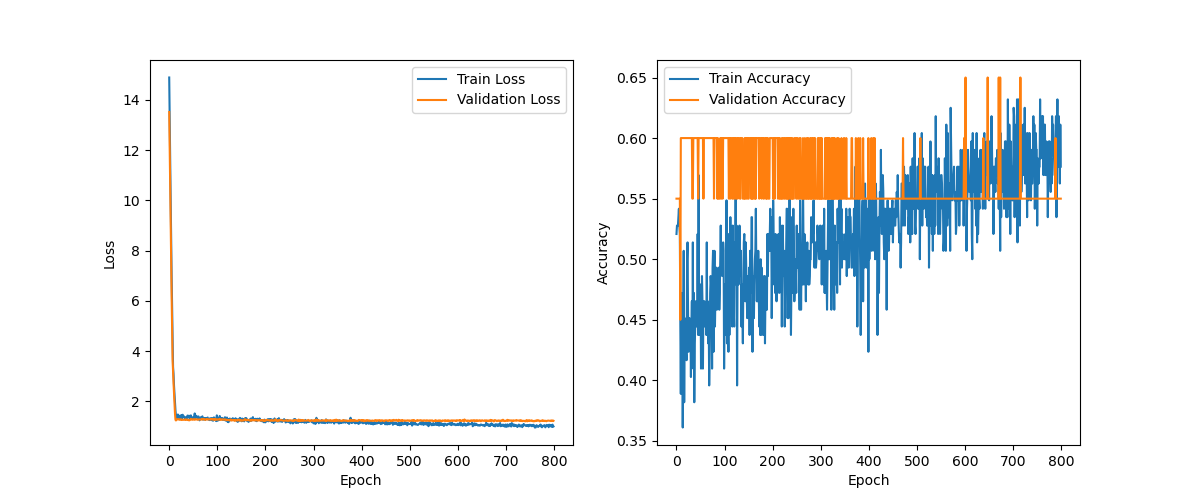 Train Loss
Validation Loss
14
12
10
8
6
4
2
Loss
0 100 200 300 400 500 600 700 800
Epoch
Train Accuracy
Validation Accuracy
0.65
0.60
0.55
0.50
0.45
0.40
0.35
Accuracy
0 100 200 300 400 500 600 700 800
Epoch